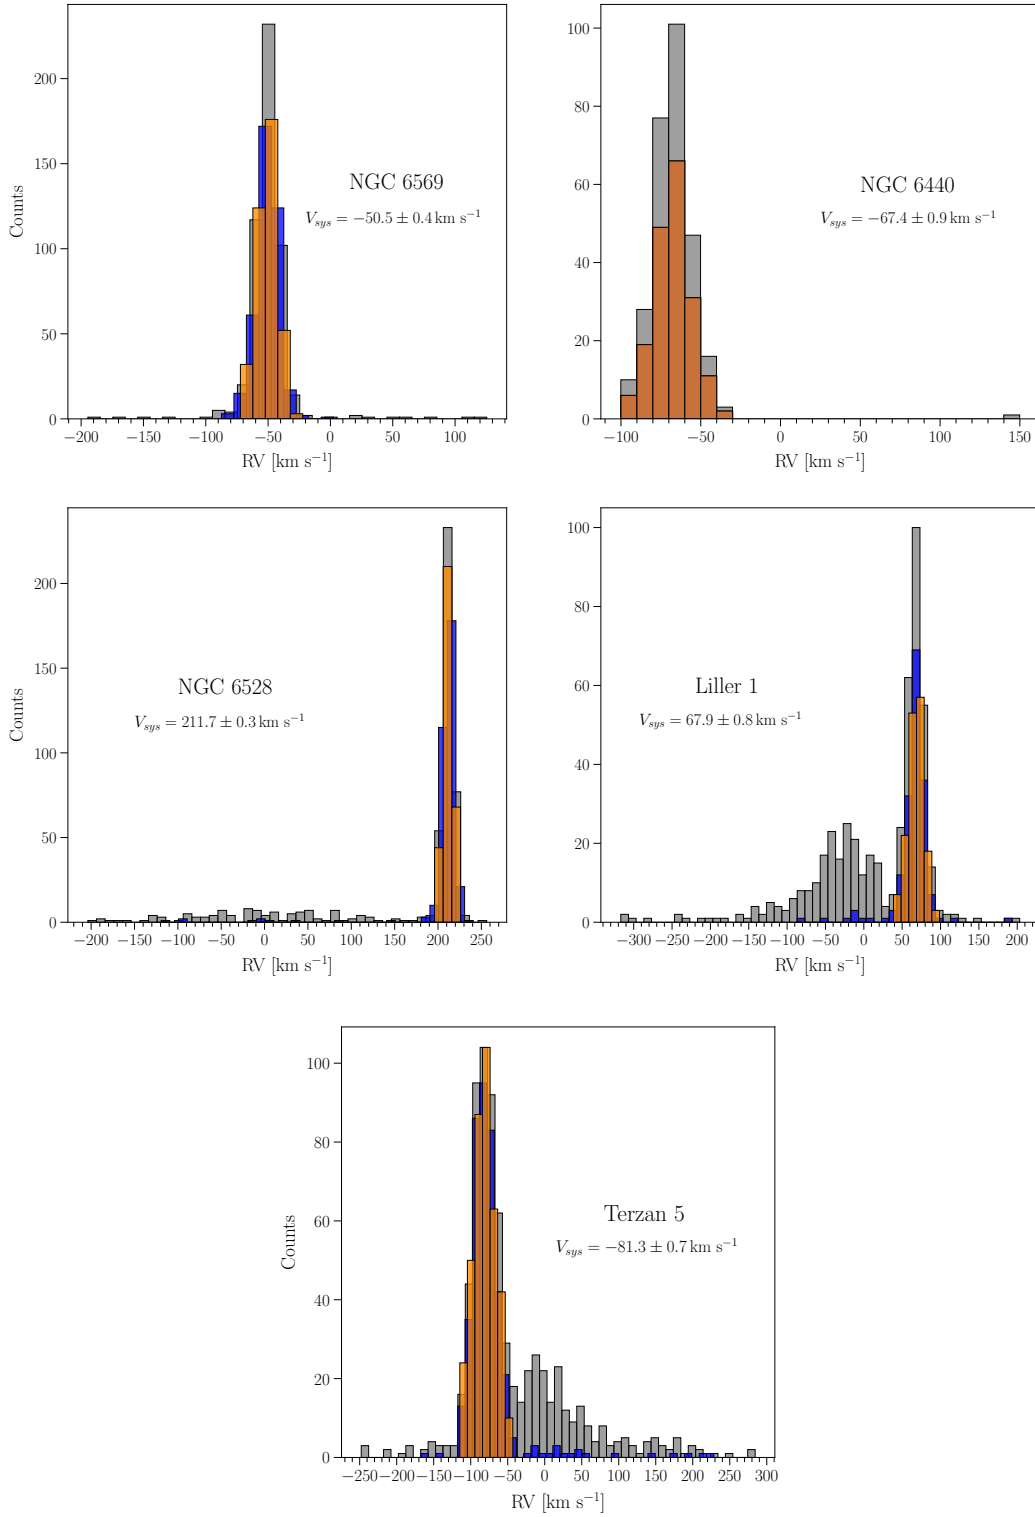 200
150
100
50
0
Counts
NGC 6569
V_sys = −50.5 ± 0.4 km s⁻¹
−200 −150 −100 −50 0 50 100
RV [km s⁻¹]
100
80
60
40
20
0
NGC 6440
V_sys = −67.4 ± 0.9 km s⁻¹
−100 −50 0 50 100 150
RV [km s⁻¹]
200
150
100
50
0
Counts
NGC 6528
V_sys = 211.7 ± 0.3 km s⁻¹
−200 −150 −100 −50 0 50 100 150 200 250
RV [km s⁻¹]
100
80
60
40
20
0
Liller 1
V_sys = 67.9 ± 0.8 km s⁻¹
−300 −250 −200 −150 −100 −50 0 50 100 150 200
RV [km s⁻¹]
100
80
60
40
20
0
Counts
Terzan 5
V_sys = −81.3 ± 0.7 km s⁻¹
−250 −200 −150 −100 −50 0 50 100 150 200 250 300
RV [km s⁻¹]